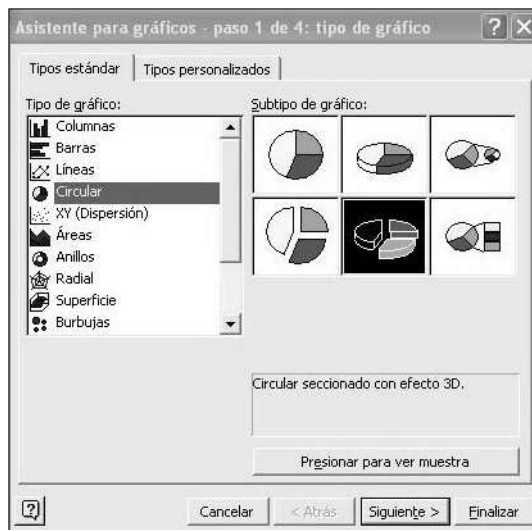 Asistente para gráficos - paso 1 de 4: tipo de gráfico
Tipos estándar
Tipos personalizados
Tipo de gráfico:
Columnas
Barras
Líneas
Circular
XY (Dispersión)
Áreas
Anillos
Radial
Superficie
Burbujas
Subtipo de gráfico:
Circular seccionado con efecto 3D.
Presionar para ver muestra
Cancelar
< Atrás
Siguiente >
Finalizar